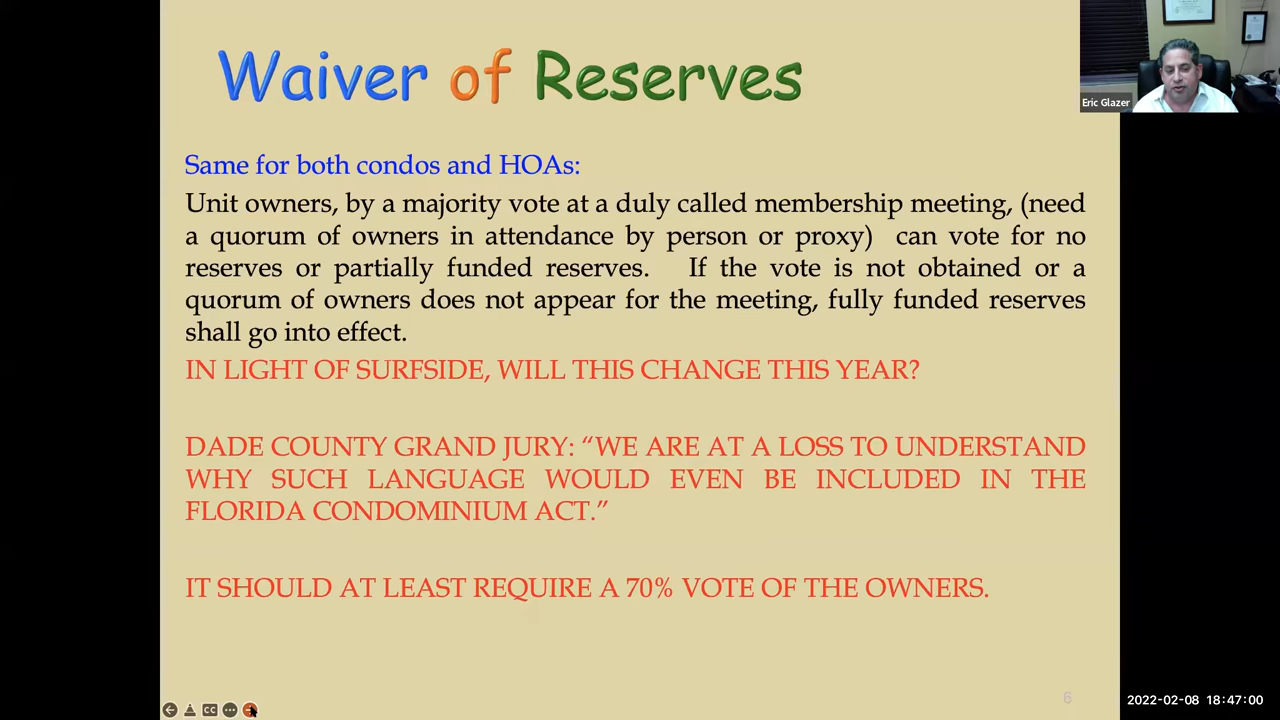 Waiver of Reserves
Eric Glazer
Same for both condos and HOAs:
Unit owners, by a majority vote at a duly called membership meeting, (need
a quorum of owners in attendance by person or proxy) can vote for no
reserves or partially funded reserves. If the vote is not obtained or a
quorum of owners does not appear for the meeting, fully funded reserves
shall go into effect.
IN LIGHT OF SURFSIDE, WILL THIS CHANGE THIS YEAR?
DADE COUNTY GRAND JURY: “WE ARE AT A LOSS TO UNDERSTAND
WHY SUCH LANGUAGE WOULD EVEN BE INCLUDED IN THE
FLORIDA CONDOMINIUM ACT.”
IT SHOULD AT LEAST REQUIRE A 70% VOTE OF THE OWNERS.
CC
6
2022-02-08 18:47:00